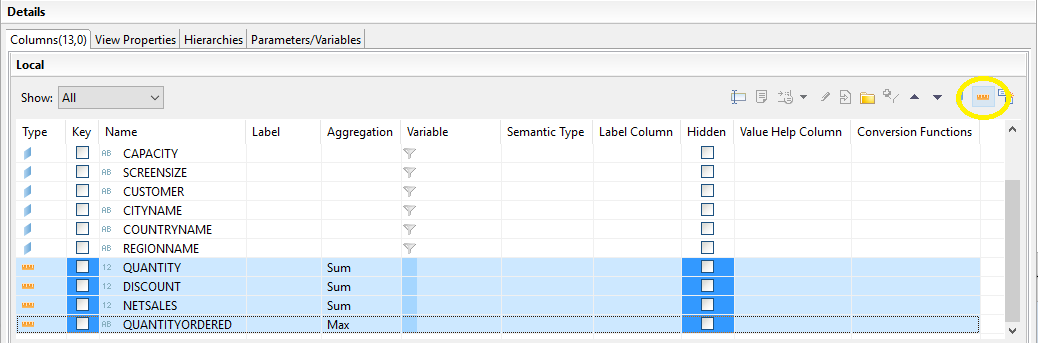 Details
Columns(13,0) View Properties Hierarchies Parameters/Variables
Local
Show: All
Type Key Name Label Aggregation Variable Semantic Type Label Column Hidden Value Help Column Conversion Functions
AB CAPACITY
AB SCREENSIZE
AB CUSTOMER
AB CITYNAME
AB COUNTRYNAME
AB REGIONNAME
12 QUANTITY Sum
12 DISCOUNT Sum
12 NETSALES Sum
AB QUANTITYORDERED Max